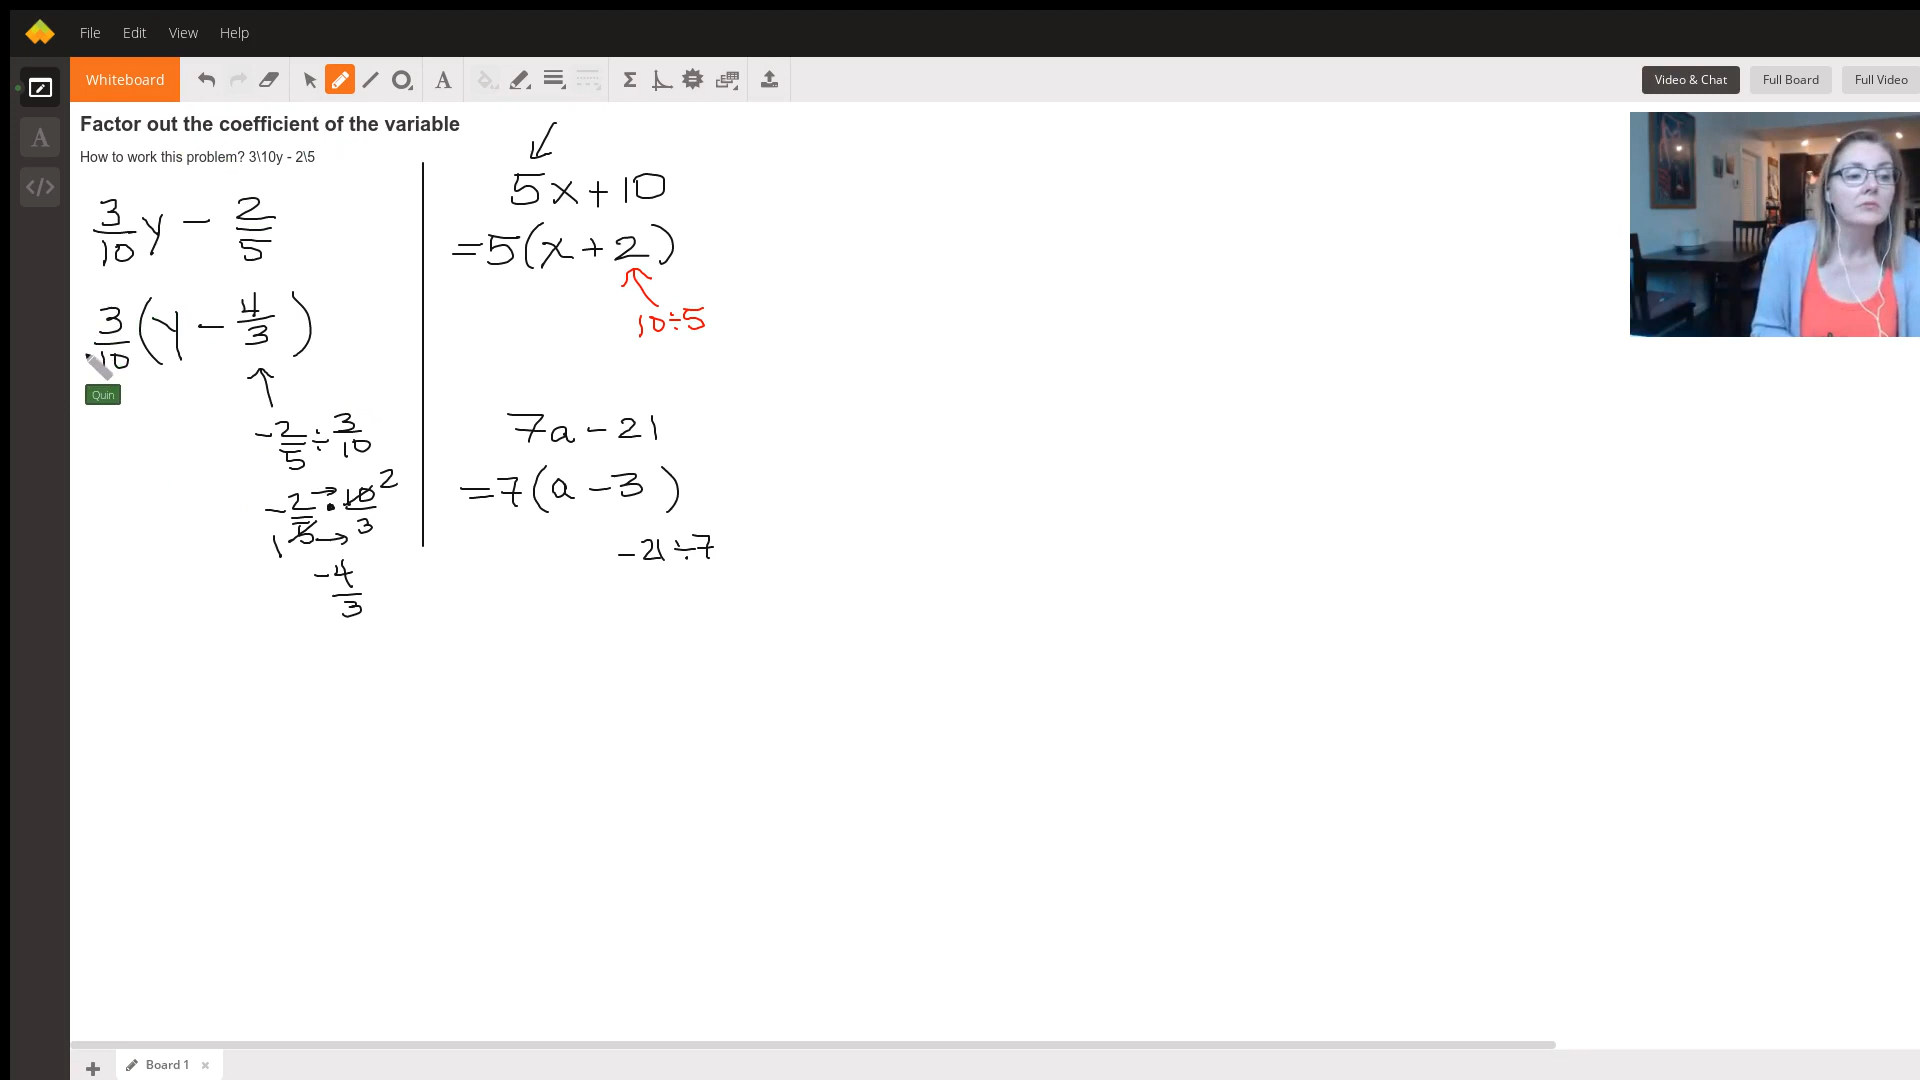 File Edit View Help
Whiteboard
A
Σ
Video & Chat
Full Board
Full Video
A
</>
Factor out the coefficient of the variable
How to work this problem? 3\10y - 2\5
3/10 y - 2/5
3/10 (y - 4/3)
Quin
-2/5 ÷ 3/10
-2/5 • 10/3
2
1
-4/3
5x + 10
= 5(x + 2)
10÷5
7a - 21
= 7(a - 3)
-21÷7
Board 1